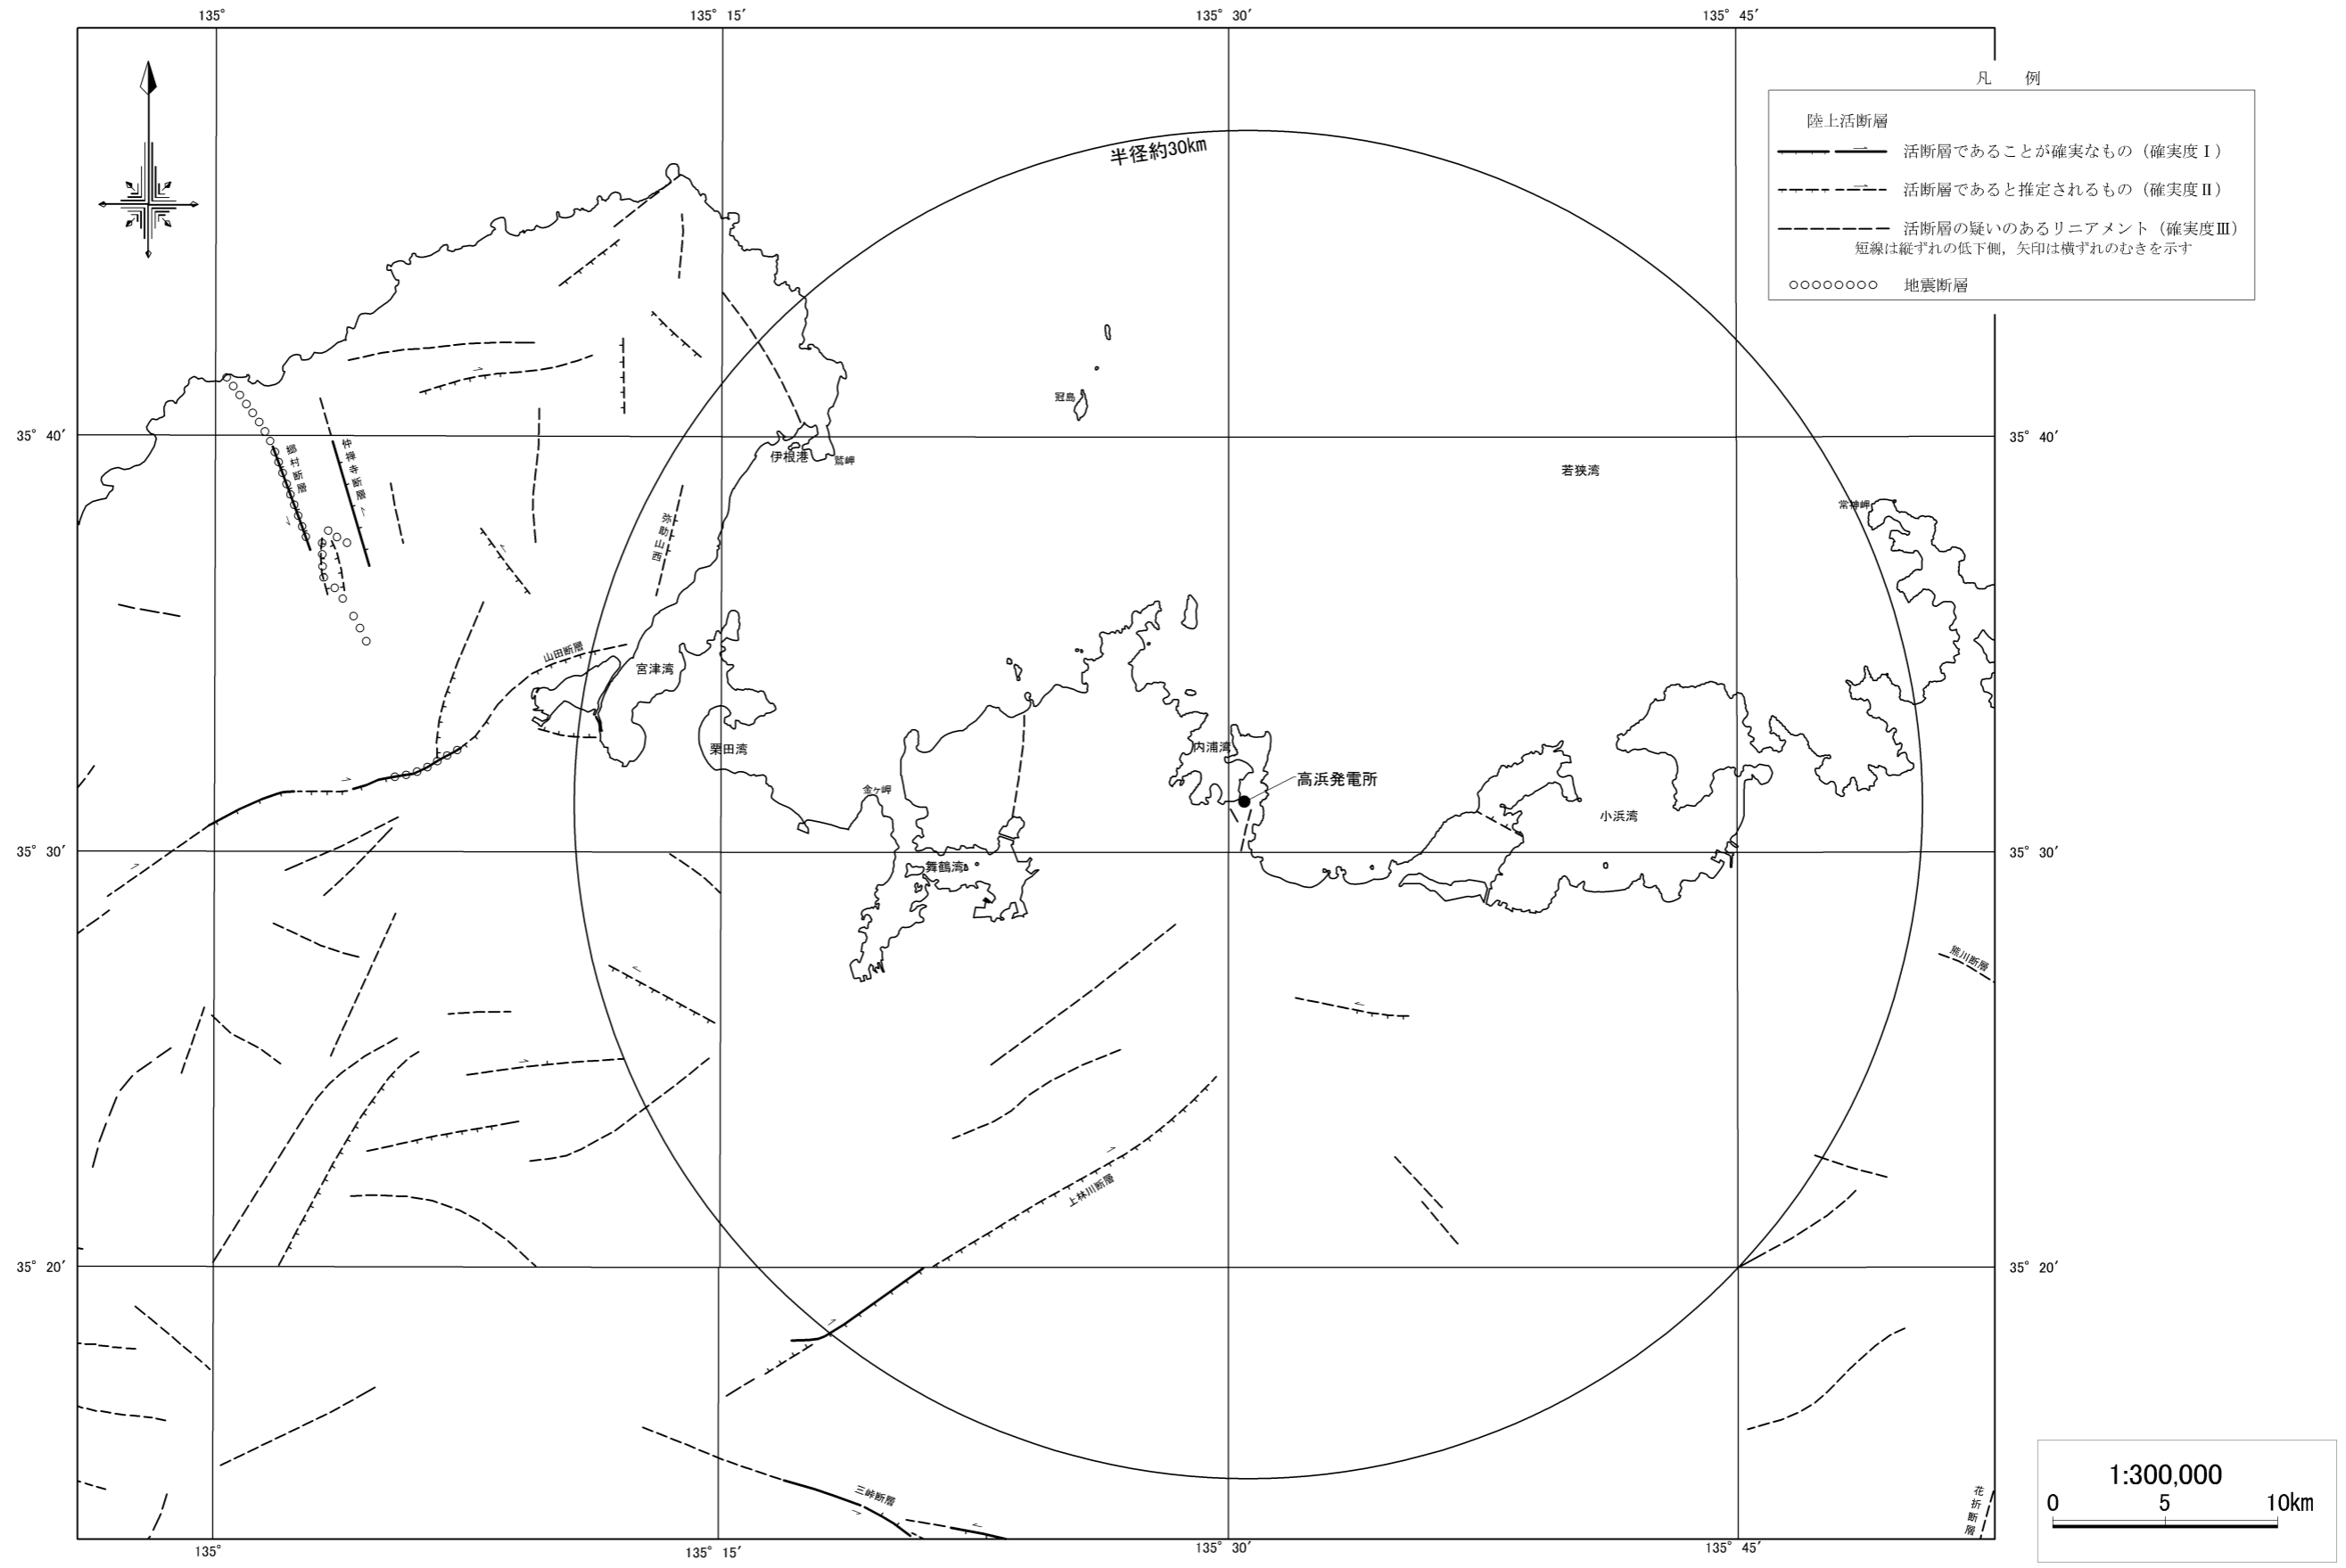 135° 135° 15′ 135° 30′ 135° 45′
凡 例
陸上活断層
活断層であることが確実なもの（確実度Ⅰ）
活断層であると推定されるもの（確実度Ⅱ）
活断層の疑いのあるリニアメント（確実度Ⅲ）
短線は縦ずれの低下側，矢印は横ずれのむきを示す
地震断層
半径約30km
冠島
35° 40′ 35° 40′
郷村断層
仲禅寺断層
伊根港
鷲岬
若狭湾
常神岬
弥助山西
山田断層
宮津湾
栗田湾
内浦湾
高浜発電所
金ヶ岬
小浜湾
35° 30′ 35° 30′
舞鶴湾
熊川断層
上林川断層
35° 20′ 35° 20′
三峠断層
花折断層
1:300,000
0 5 10km
135° 135° 15′ 135° 30′ 135° 45′